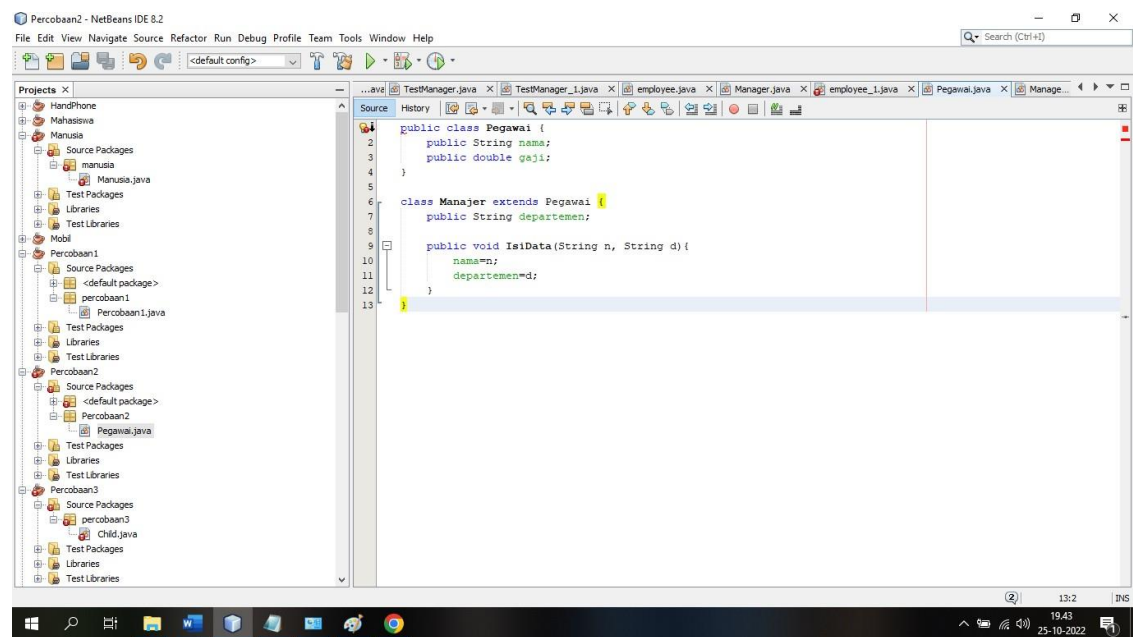 Percobaan2 - NetBeans IDE 8.2
File Edit View Navigate Source Refactor Run Debug Profile Team Tools Window Help
Search (Ctrl+I)
<default config>
Projects
...ava TestManager.java TestManager_1.java employee.java Manager.java employee_1.java Pegawai.java Manage...
Source History
HandPhone
Mahasiswa
Manusia
Source Packages
manusia
Manusia.java
Test Packages
Libraries
Test Libraries
Mobil
Percobaan1
Source Packages
<default package>
percobaan1
Percobaan1.java
Test Packages
Libraries
Test Libraries
Percobaan2
Source Packages
<default package>
Percobaan2
Pegawai.java
Test Packages
Libraries
Test Libraries
Percobaan3
Source Packages
percobaan3
Child.java
Test Packages
Libraries
Test Libraries
public class Pegawai {
2 public String nama;
3 public double gaji;
4 }
5
6 class Manajer extends Pegawai {
7 public String departemen;
8
9 public void IsiData(String n, String d){
10 nama=n;
11 departemen=d;
12 }
13 }
2 13:2 INS
19.43
25-10-2022